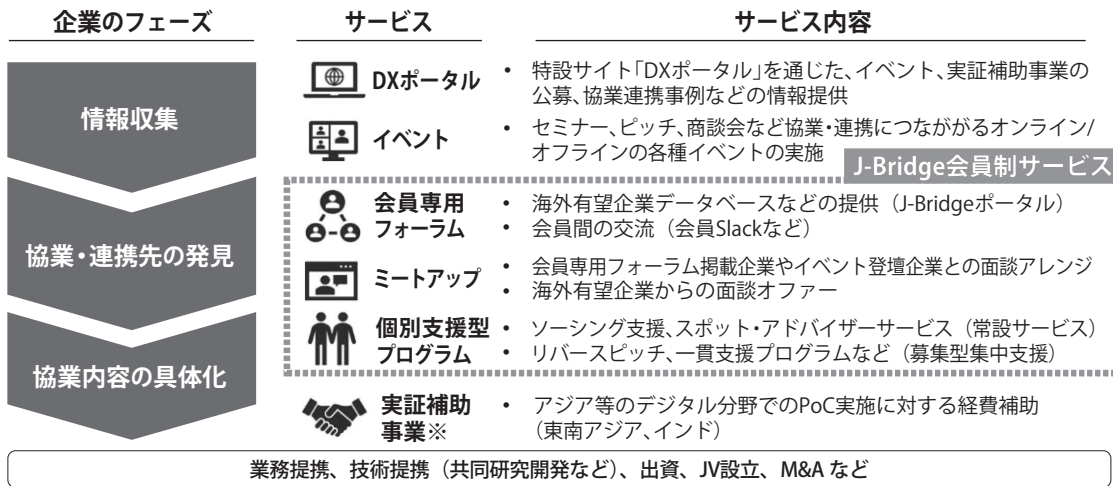 企業のフェーズ
サービス
サービス内容
情報収集
協業・連携先の発見
協業内容の具体化
DXポータル
• 特設サイト「DXポータル」を通じた、イベント、実証補助事業の
公募、協業連携事例などの情報提供
イベント
• セミナー、ピッチ、商談会など協業・連携につなががるオンライン/
オフラインの各種イベントの実施
J-Bridge会員制サービス
会員専用
フォーラム
• 海外有望企業データベースなどの提供（J-Bridgeポータル）
• 会員間の交流（会員Slackなど）
ミートアップ
• 会員専用フォーラム掲載企業やイベント登壇企業との面談アレンジ
• 海外有望企業からの面談オファー
個別支援型
プログラム
• ソーシング支援、スポット・アドバイザーサービス（常設サービス）
• リバースピッチ、一貫支援プログラムなど（募集型集中支援）
実証補助
事業※
• アジア等のデジタル分野でのPoC実施に対する経費補助
（東南アジア、インド）
業務提携、技術提携（共同研究開発など）、出資、JV設立、M&A など